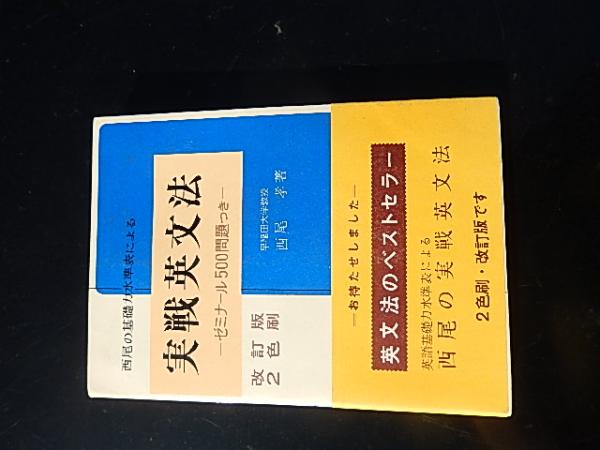 西尾の基礎力水準表による
実戦英文法
―ゼミナール500問題つき―
早稲田大学教授
西尾 孝 著
改訂版
2色刷
―お待たせしました―
英文法のベストセラー
英語基礎力水準表による
西尾の実戦英文法
2色刷・改訂版です